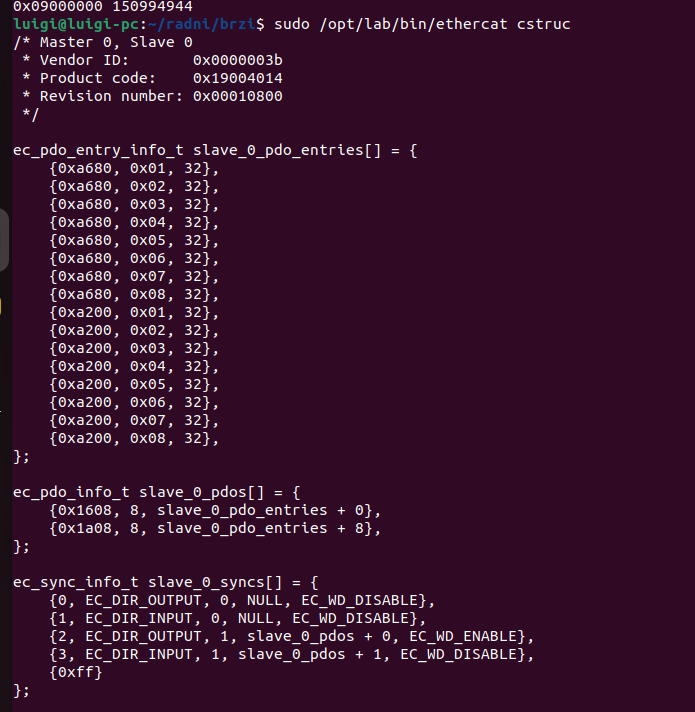 0x09000000 150994944
luigi@luigi-pc:~/radni/brzi$ sudo /opt/lab/bin/ethercat cstruc
/* Master 0, Slave 0
 * Vendor ID:       0x0000003b
 * Product code:    0x19004014
 * Revision number: 0x00010800
 */

ec_pdo_entry_info_t slave_0_pdo_entries[] = {
    {0xa680, 0x01, 32},
    {0xa680, 0x02, 32},
    {0xa680, 0x03, 32},
    {0xa680, 0x04, 32},
    {0xa680, 0x05, 32},
    {0xa680, 0x06, 32},
    {0xa680, 0x07, 32},
    {0xa680, 0x08, 32},
    {0xa200, 0x01, 32},
    {0xa200, 0x02, 32},
    {0xa200, 0x03, 32},
    {0xa200, 0x04, 32},
    {0xa200, 0x05, 32},
    {0xa200, 0x06, 32},
    {0xa200, 0x07, 32},
    {0xa200, 0x08, 32},
};

ec_pdo_info_t slave_0_pdos[] = {
    {0x1608, 8, slave_0_pdo_entries + 0},
    {0x1a08, 8, slave_0_pdo_entries + 8},
};

ec_sync_info_t slave_0_syncs[] = {
    {0, EC_DIR_OUTPUT, 0, NULL, EC_WD_DISABLE},
    {1, EC_DIR_INPUT, 0, NULL, EC_WD_DISABLE},
    {2, EC_DIR_OUTPUT, 1, slave_0_pdos + 0, EC_WD_ENABLE},
    {3, EC_DIR_INPUT, 1, slave_0_pdos + 1, EC_WD_DISABLE},
    {0xff}
};